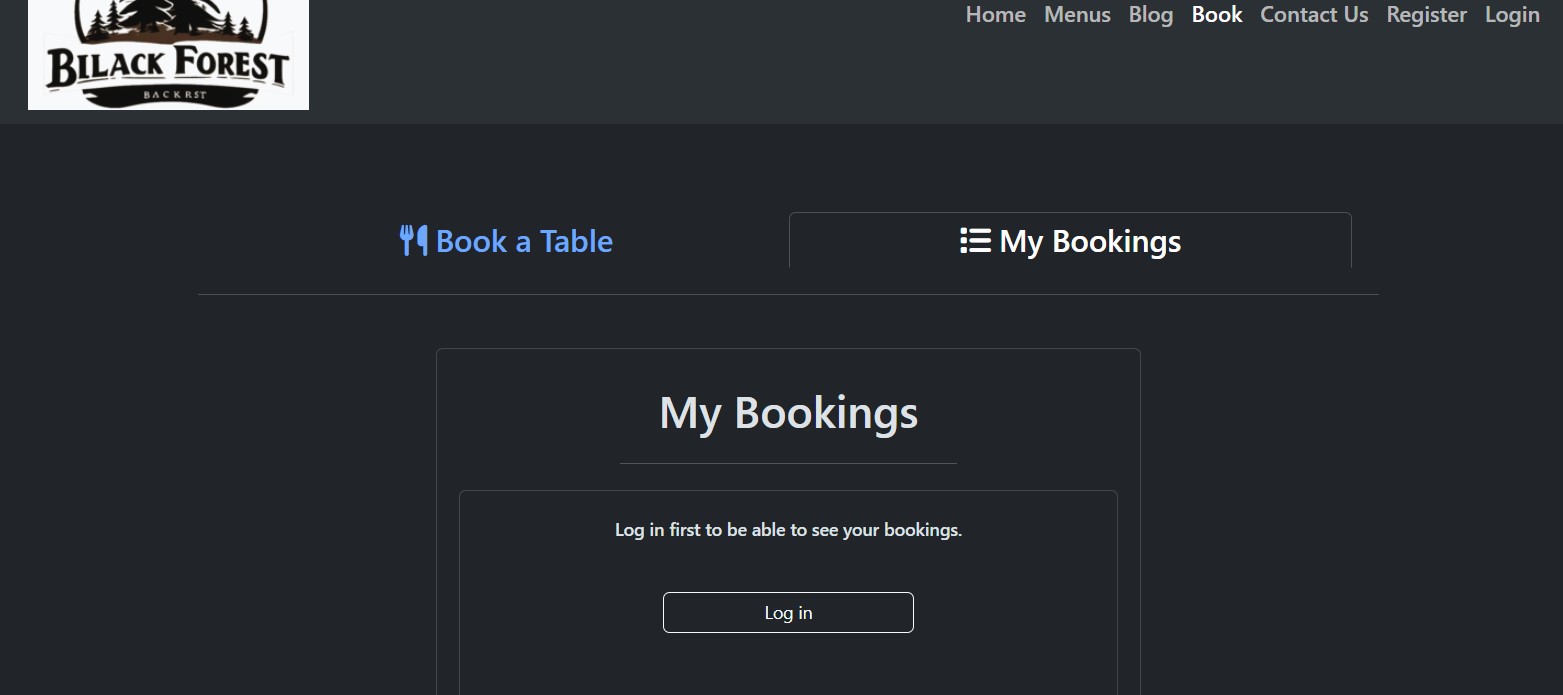 BILACK FOREST
BACKRST
Home Menus Blog Book Contact Us Register Login
Book a Table
My Bookings
My Bookings
Log in first to be able to see your bookings.
Log in